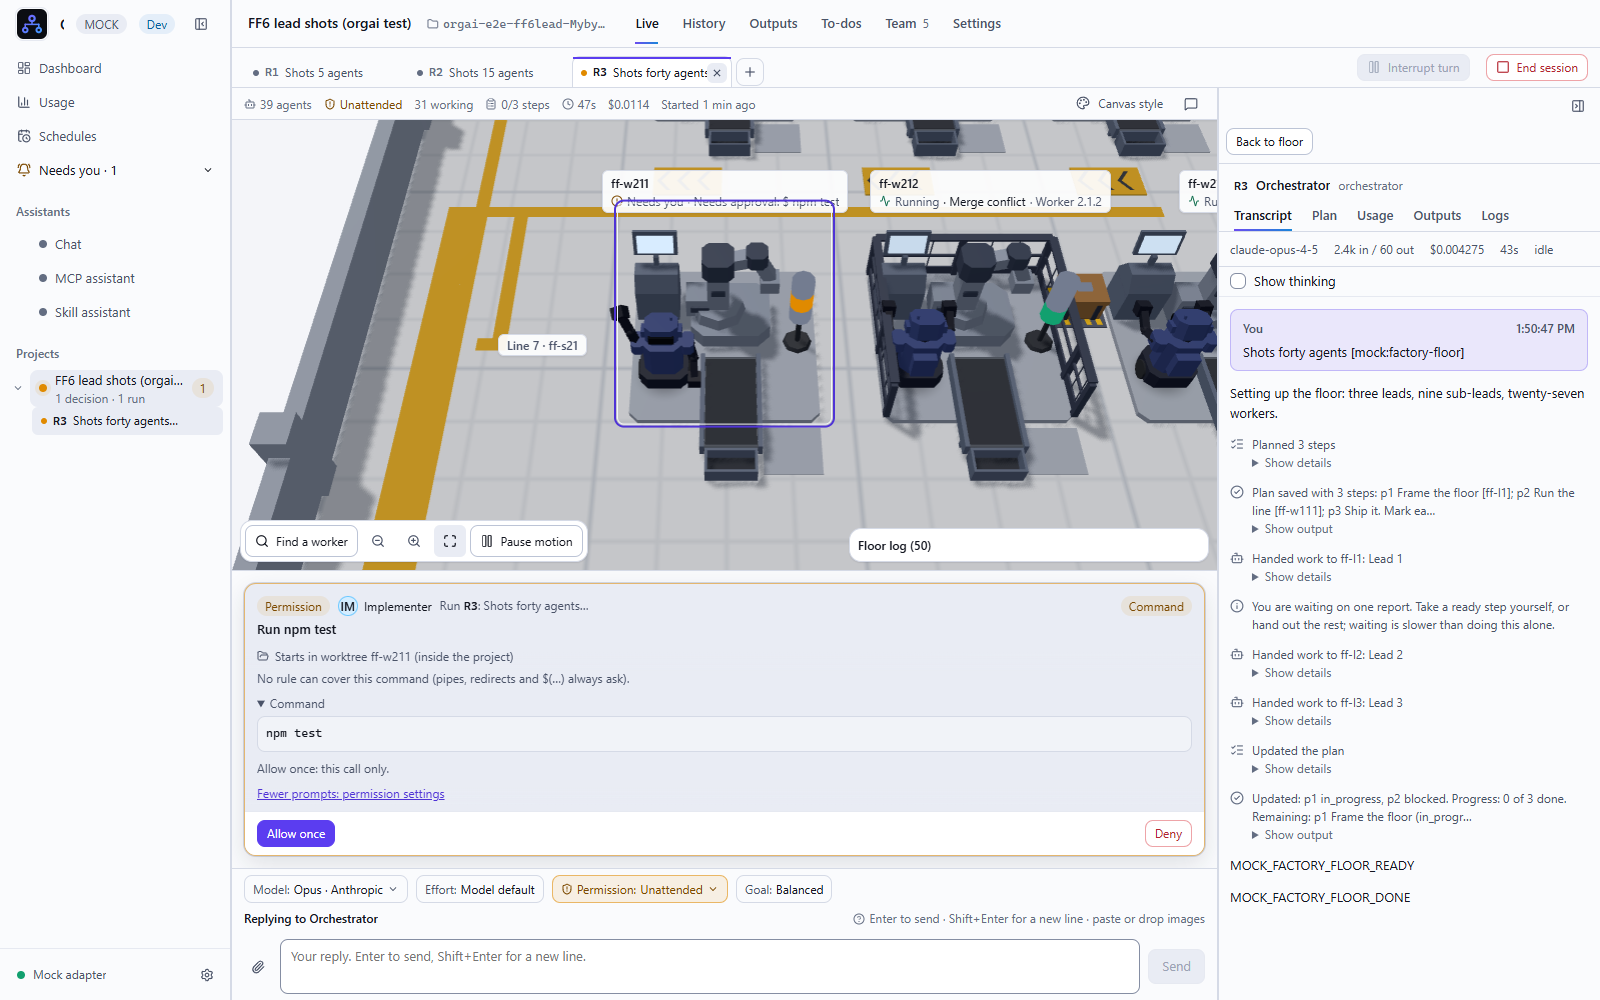 MOCK
Dev
Dashboard
Usage
Schedules
Needs you · 1
Assistants
Chat
MCP assistant
Skill assistant
Projects
FF6 lead shots (orgai...
1 decision · 1 run
1
R3 Shots forty agents...
Mock adapter
FF6 lead shots (orgai test)
orgai-e2e-ff6lead-Myby...
Live
History
Outputs
To-dos
Team 5
Settings
R1 Shots 5 agents
R2 Shots 15 agents
R3 Shots forty agents
Interrupt turn
End session
39 agents
Unattended
31 working
0/3 steps
47s
$0.0114
Started 1 min ago
Canvas style
ff-w211
Needs you · Needs approval: $ npm test
ff-w212
Running · Merge conflict · Worker 2.1.2
ff-w2
Ru
Line 7 · ff-s21
Find a worker
Pause motion
Floor log (50)
Permission
IM
Implementer
Run R3: Shots forty agents...
Command
Run npm test
Starts in worktree ff-w211 (inside the project)
No rule can cover this command (pipes, redirects and $(...) always ask).
Command
npm test
Allow once: this call only.
Fewer prompts: permission settings
Allow once
Deny
Model: Opus · Anthropic
Effort: Model default
Permission: Unattended
Goal: Balanced
Replying to Orchestrator
Enter to send · Shift+Enter for a new line · paste or drop images
Your reply. Enter to send, Shift+Enter for a new line.
Send
Back to floor
R3 Orchestrator orchestrator
Transcript
Plan
Usage
Outputs
Logs
claude-opus-4-5
2.4k in / 60 out
$0.004275
43s
idle
Show thinking
You
1:50:47 PM
Shots forty agents [mock:factory-floor]
Setting up the floor: three leads, nine sub-leads, twenty-seven
workers.
Planned 3 steps
Show details
Plan saved with 3 steps: p1 Frame the floor [ff-l1]; p2 Run the
line [ff-w111]; p3 Ship it. Mark ea...
Show output
Handed work to ff-l1: Lead 1
Show details
You are waiting on one report. Take a ready step yourself, or
hand out the rest; waiting is slower than doing this alone.
Handed work to ff-l2: Lead 2
Show details
Handed work to ff-l3: Lead 3
Show details
Updated the plan
Show details
Updated: p1 in_progress, p2 blocked. Progress: 0 of 3 done.
Remaining: p1 Frame the floor (in_progr...
Show output
MOCK_FACTORY_FLOOR_READY
MOCK_FACTORY_FLOOR_DONE